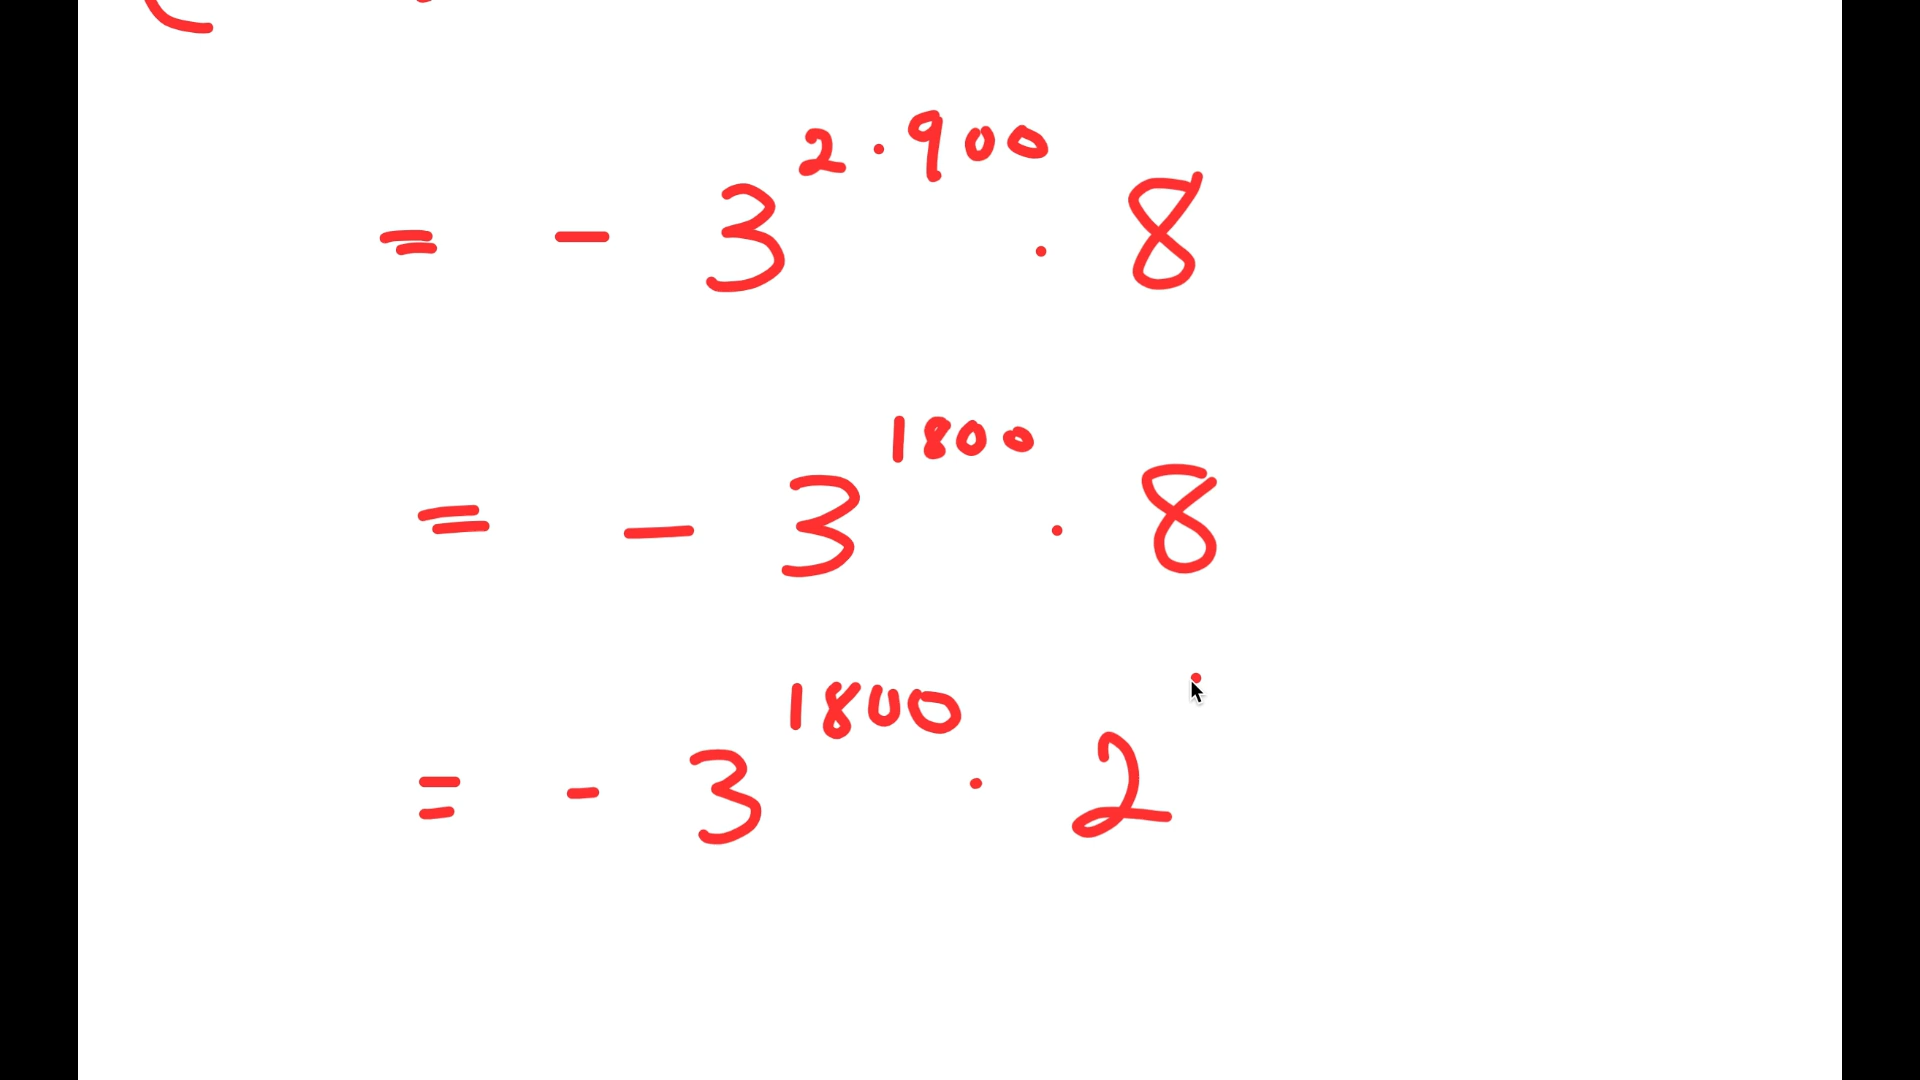 = - 3^{2·900} · 8
= - 3^{1800} · 8
= - 3^{1800} · 2